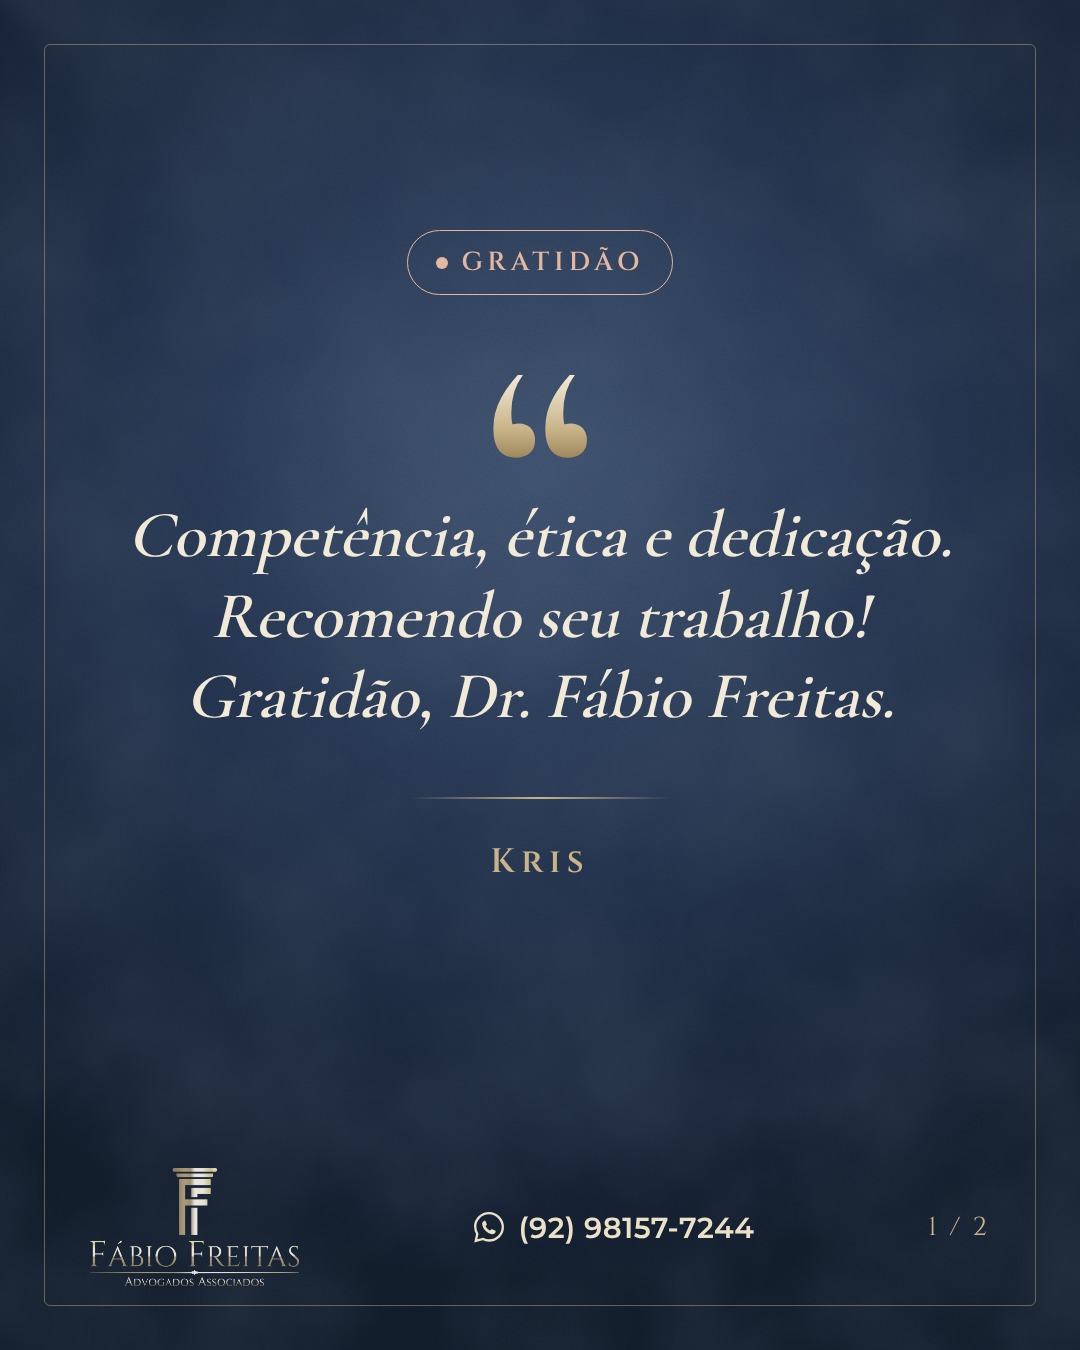 • GRATIDÃO
“
Competência, ética e dedicação.
Recomendo seu trabalho!
Gratidão, Dr. Fábio Freitas.
KRIS
FÁBIO FREITAS
ADVOGADOS ASSOCIADOS
(92) 98157-7244
1 / 2